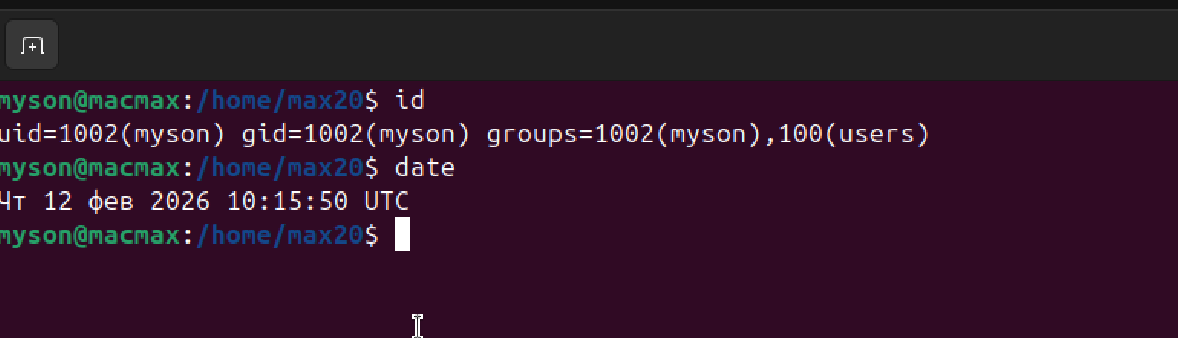 myson@macmax:/home/max20$ id
uid=1002(myson) gid=1002(myson) groups=1002(myson),100(users)
myson@macmax:/home/max20$ date
Чт 12 фев 2026 10:15:50 UTC
myson@macmax:/home/max20$